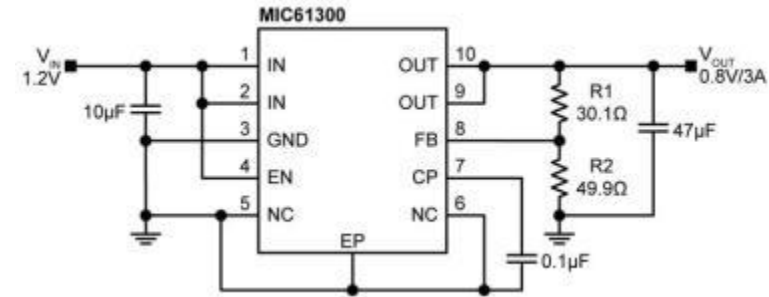 MIC61300
V_IN
1.2V
10µF
1
IN
2
IN
3
GND
4
EN
5
NC
EP
OUT
10
OUT
9
FB
8
CP
7
NC
6
R1
30.1Ω
R2
49.9Ω
47µF
0.1µF
V_OUT
0.8V/3A